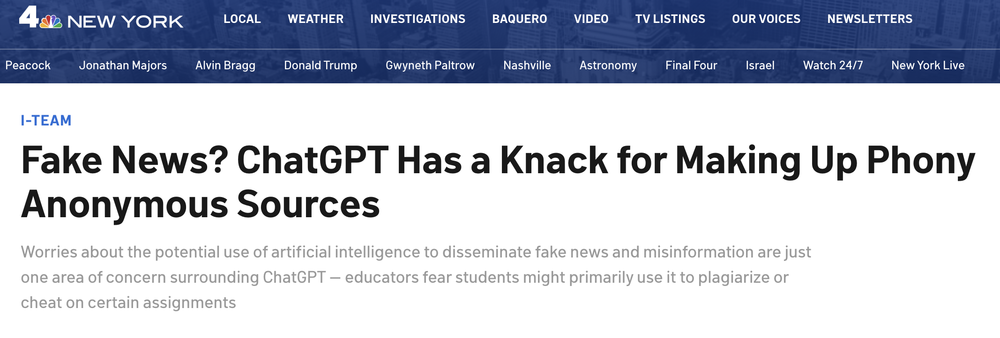 4 NEW YORK LOCAL WEATHER INVESTIGATIONS BAQUERO VIDEO TV LISTINGS OUR VOICES NEWSLETTERS
Peacock Jonathan Majors Alvin Bragg Donald Trump Gwyneth Paltrow Nashville Astronomy Final Four Israel Watch 24/7 New York Live
I-TEAM
Fake News? ChatGPT Has a Knack for Making Up Phony
Anonymous Sources
Worries about the potential use of artificial intelligence to disseminate fake news and misinformation are just
one area of concern surrounding ChatGPT — educators fear students might primarily use it to plagiarize or
cheat on certain assignments